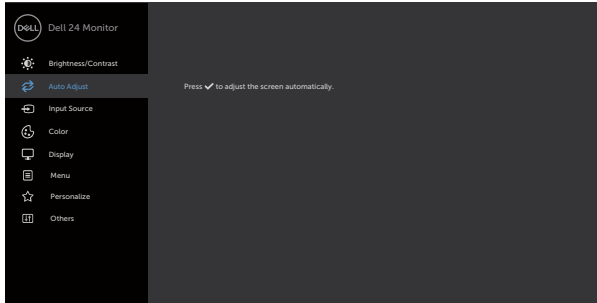 DELL Dell 24 Monitor
Brightness/Contrast
Auto Adjust
Press ✔ to adjust the screen automatically.
Input Source
Color
Display
Menu
Personalize
Others